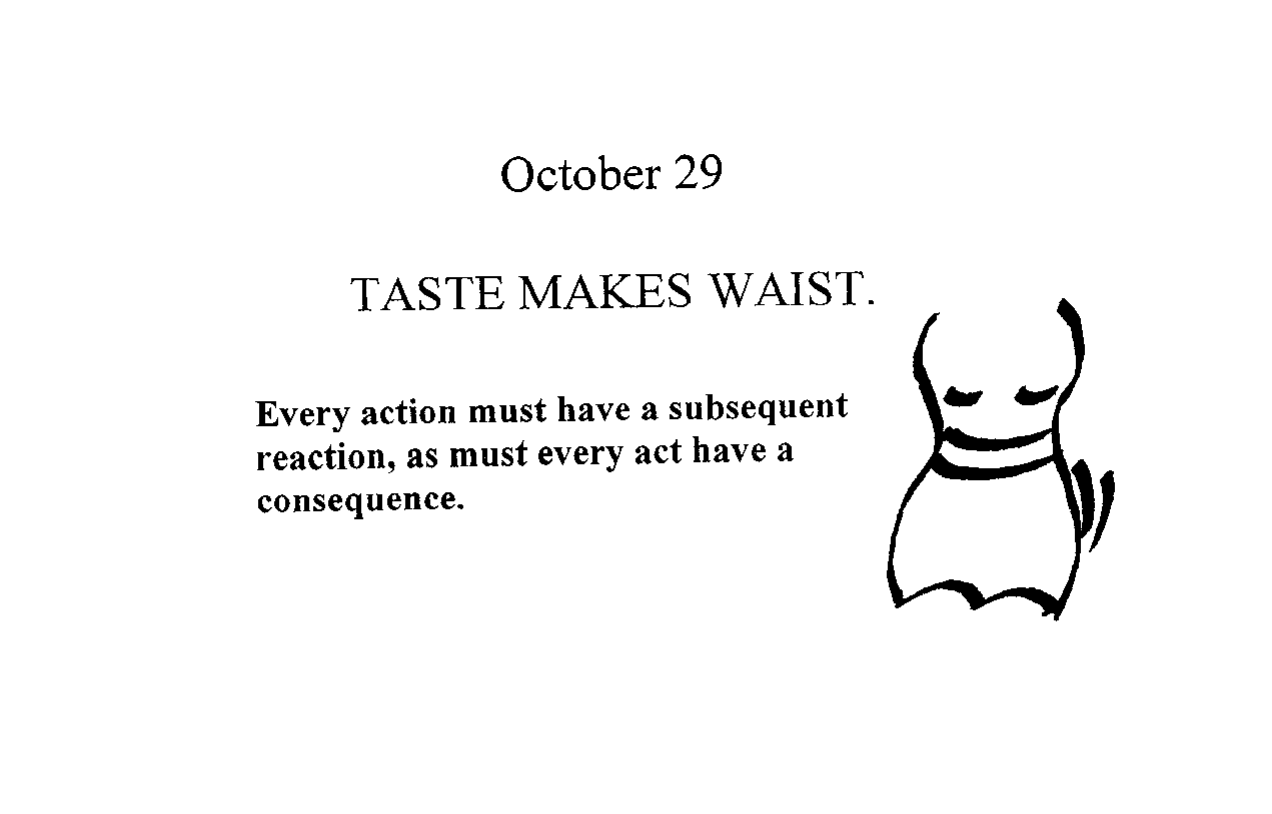 October 29
TASTE MAKES WAIST.
Every action must have a subsequent
reaction, as must every act have a
consequence.